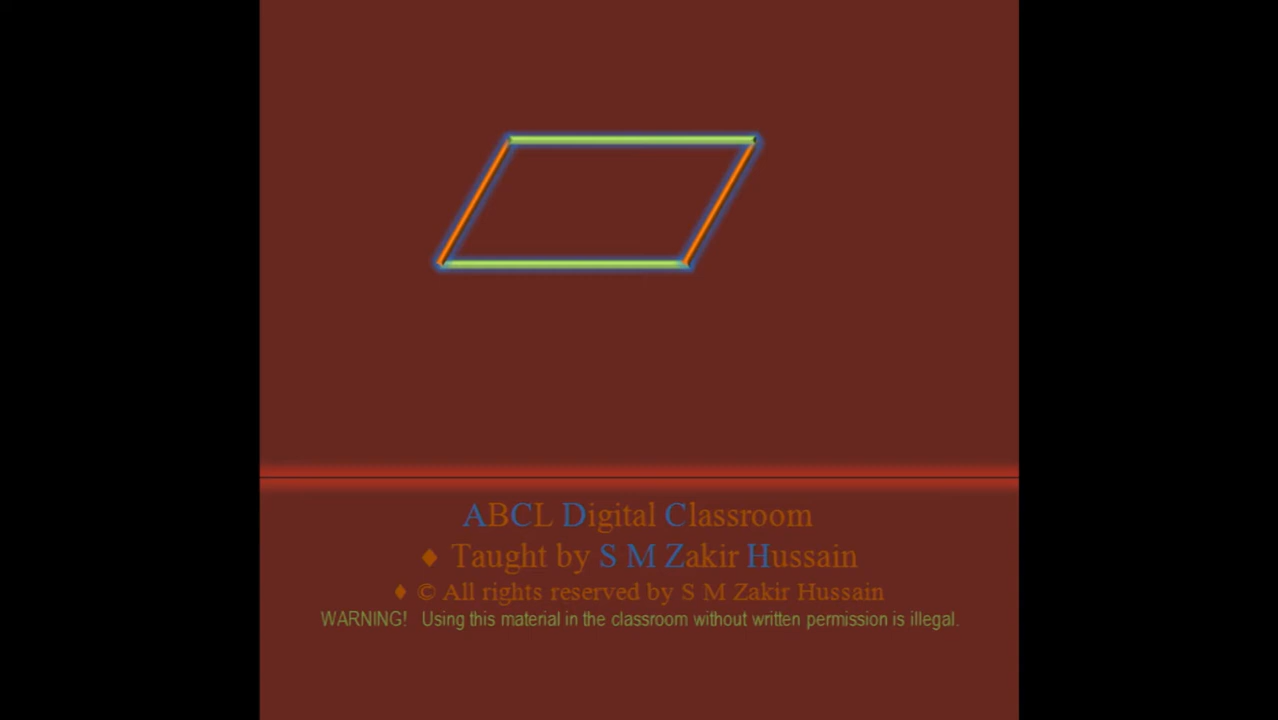 ABCL Digital Classroom
♦ Taught by S M Zakir Hussain
♦ © All rights reserved by S M Zakir Hussain
WARNING! Using this material in the classroom without written permission is illegal.